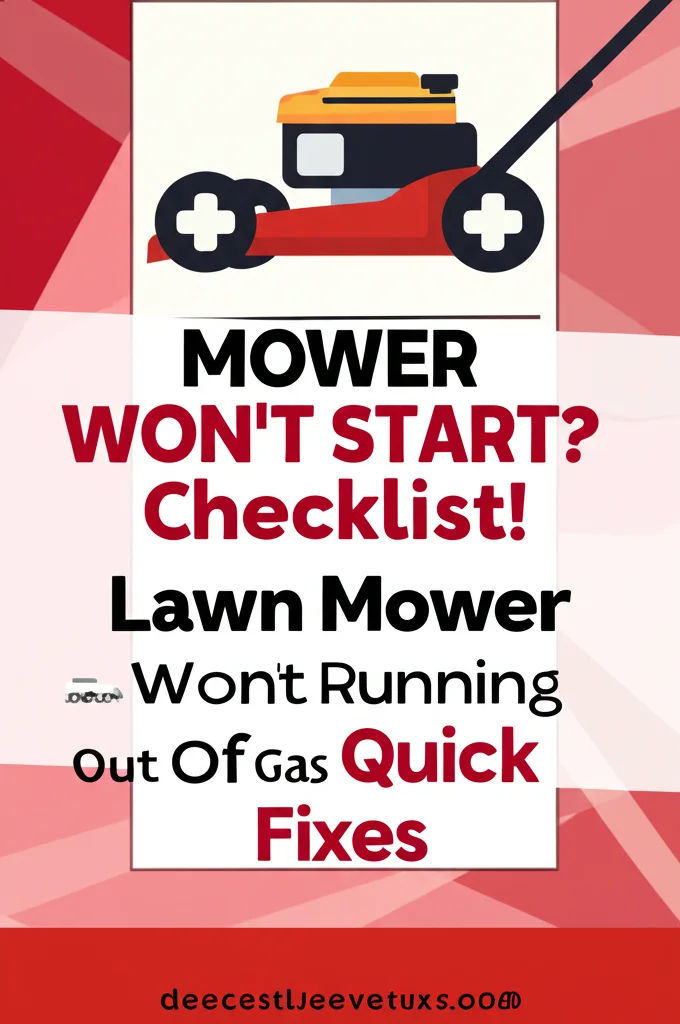 MOWER
WON'T START?
Checklist!
Lawn Mower
Won't Running
Out Of Gas Quick
Fixes